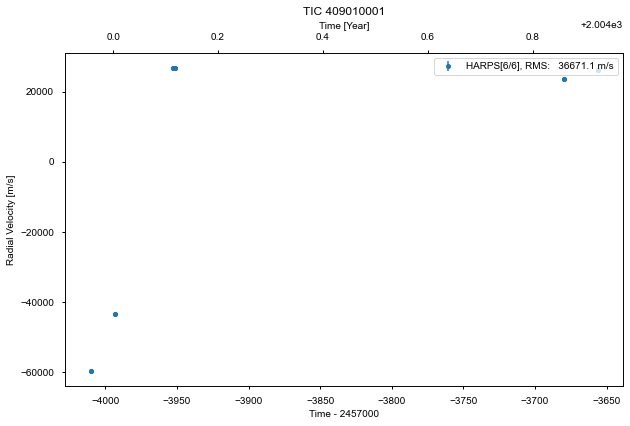 TIC 409010001
Time [Year]
+2.004e3
0.0 0.2 0.4 0.6 0.8
HARPS[6/6], RMS: 36671.1 m/s
20000
0
−20000
−40000
−60000
Radial Velocity [m/s]
−4000 −3950 −3900 −3850 −3800 −3750 −3700 −3650
Time - 2457000